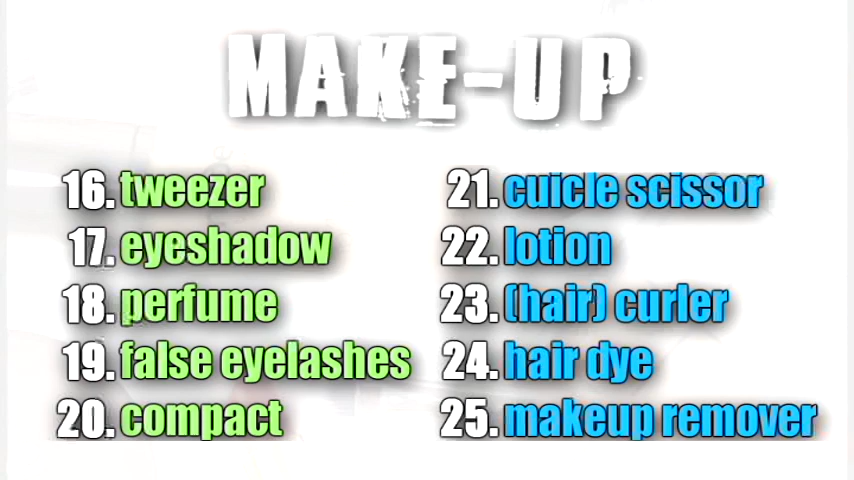 MAKE-UP
16. tweezer
17. eyeshadow
18. perfume
19. false eyelashes
20. compact
21. cuicle scissor
22. lotion
23. (hair) curler
24. hair dye
25. makeup remover